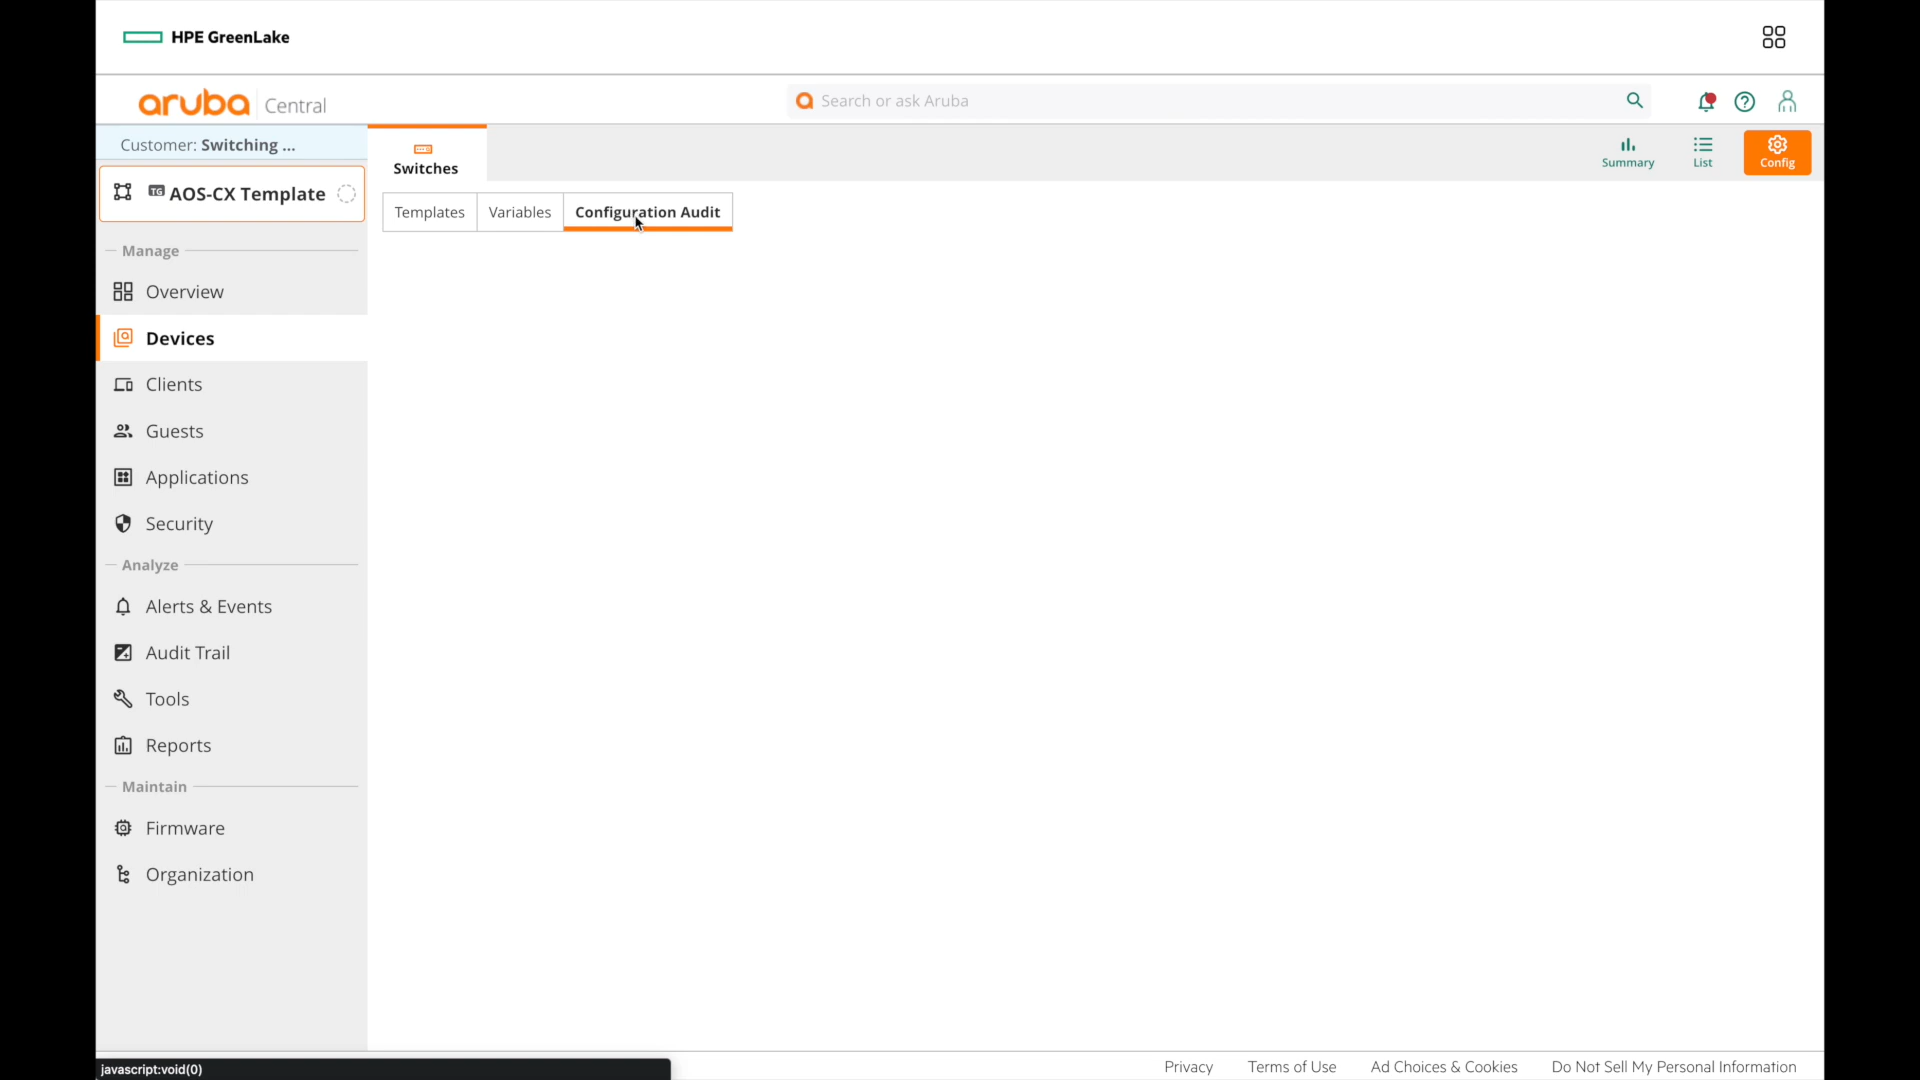 HPE GreenLake
aruba Central
Search or ask Aruba
Customer: Switching ...
Switches
Summary
List
Config
TG AOS-CX Template
Templates
Variables
Configuration Audit
Manage
Overview
Devices
Clients
Guests
Applications
Security
Analyze
Alerts & Events
Audit Trail
Tools
Reports
Maintain
Firmware
Organization
javascript:void(0)
Privacy
Terms of Use
Ad Choices & Cookies
Do Not Sell My Personal Information